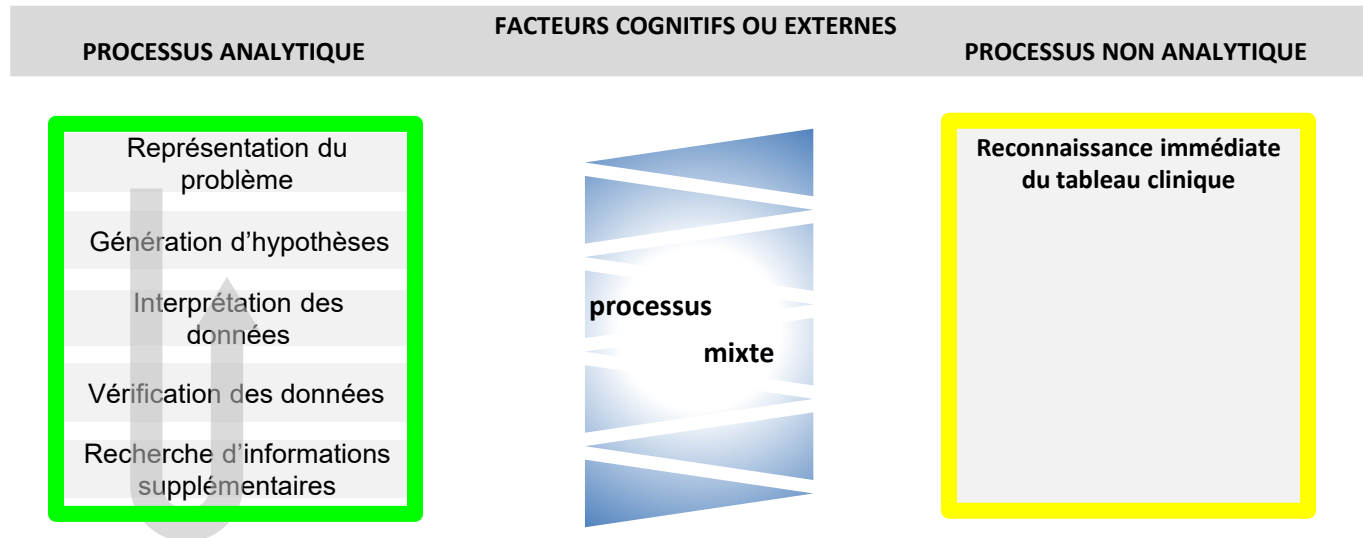 FACTEURS COGNITIFS OU EXTERNES
PROCESSUS ANALYTIQUE
PROCESSUS NON ANALYTIQUE
Représentation du
problème
Génération d’hypothèses
Interprétation des
données
Vérification des données
Recherche d’informations
supplémentaires
processus
mixte
Reconnaissance immédiate
du tableau clinique